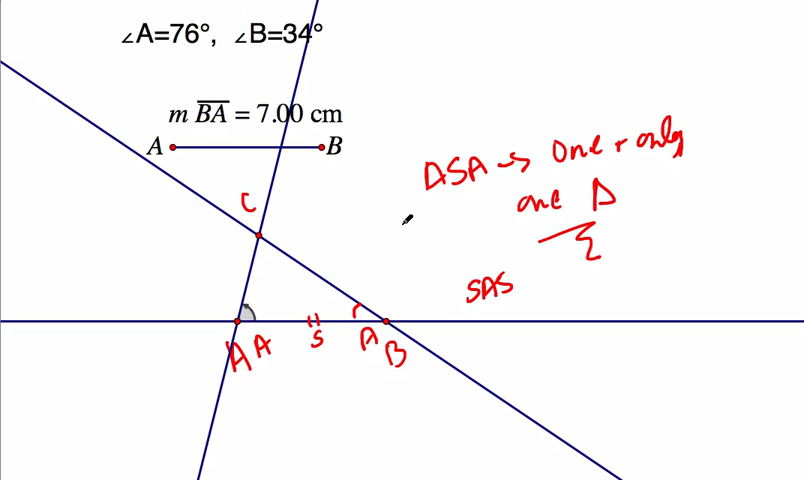 ∠A=76°, ∠B=34°
m BA = 7.00 cm
A B
ASA → One + only
one Δ
C
SAS
A A S A B